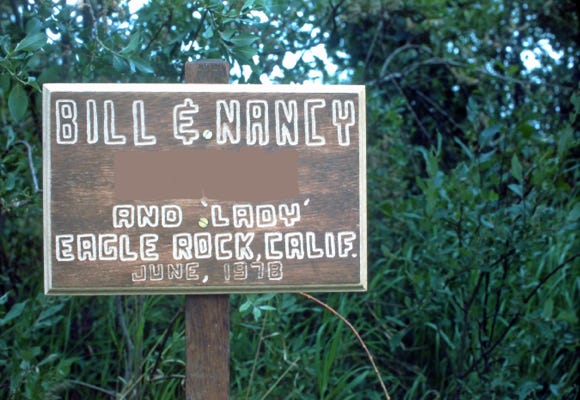 BILL & NANCY
AND 'LADY'
EAGLE ROCK, CALIF.
JUNE, 1978